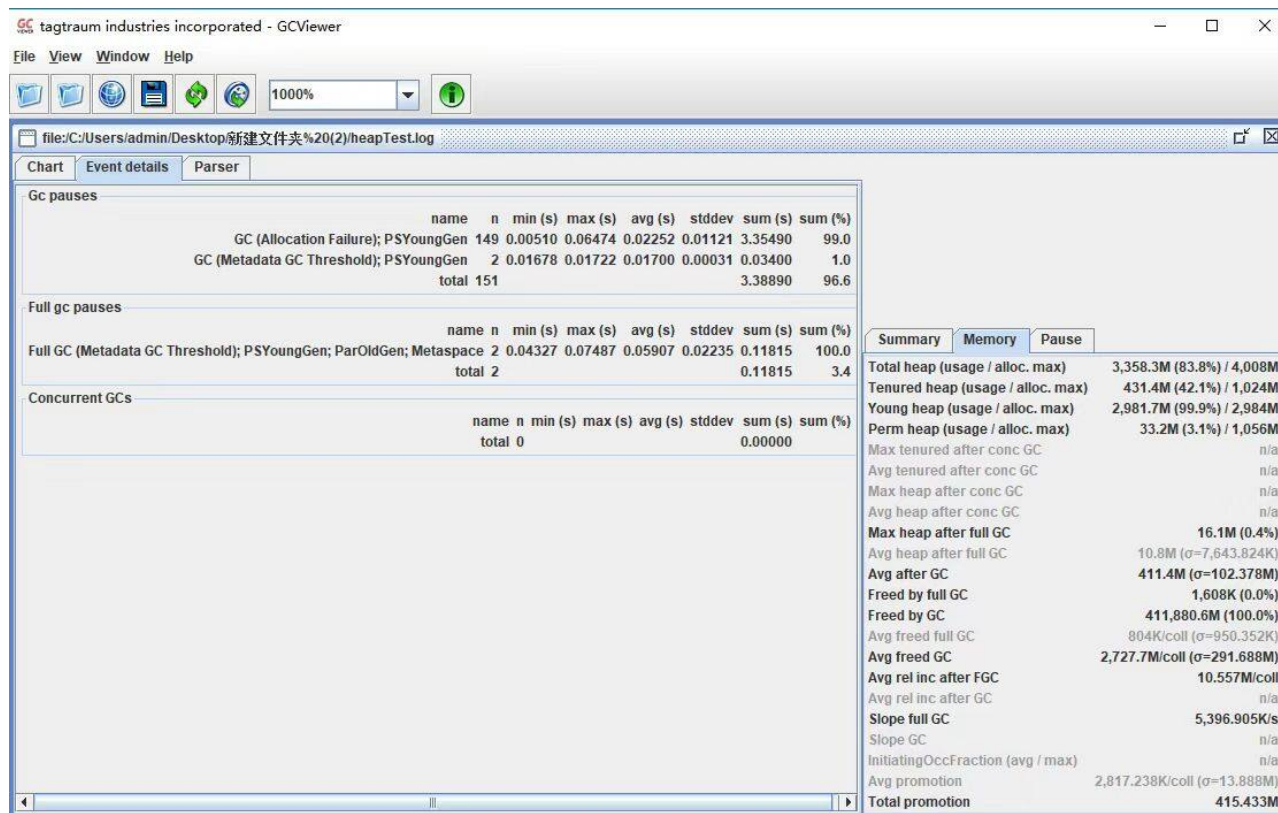 GC VIEWER tagtraum industries incorporated - GCViewer
File View Window Help
1000%
file:/C:/Users/admin/Desktop/新建文件夹%20(2)/heapTest.log
Chart Event details Parser
Gc pauses
name n min (s) max (s) avg (s) stddev sum (s) sum (%)
GC (Allocation Failure); PSYoungGen 149 0.00510 0.06474 0.02252 0.01121 3.35490 99.0
GC (Metadata GC Threshold); PSYoungGen 2 0.01678 0.01722 0.01700 0.00031 0.03400 1.0
total 151 3.38890 96.6
Full gc pauses
name n min (s) max (s) avg (s) stddev sum (s) sum (%)
Full GC (Metadata GC Threshold); PSYoungGen; ParOldGen; Metaspace 2 0.04327 0.07487 0.05907 0.02235 0.11815 100.0
total 2 0.11815 3.4
Concurrent GCs
name n min (s) max (s) avg (s) stddev sum (s) sum (%)
total 0 0.00000
Summary Memory Pause
Total heap (usage / alloc. max) 3,358.3M (83.8%) / 4,008M
Tenured heap (usage / alloc. max) 431.4M (42.1%) / 1,024M
Young heap (usage / alloc. max) 2,981.7M (99.9%) / 2,984M
Perm heap (usage / alloc. max) 33.2M (3.1%) / 1,056M
Max tenured after conc GC n/a
Avg tenured after conc GC n/a
Max heap after conc GC n/a
Avg heap after conc GC n/a
Max heap after full GC 16.1M (0.4%)
Avg heap after full GC 10.8M (σ=7,643.824K)
Avg after GC 411.4M (σ=102.378M)
Freed by full GC 1,608K (0.0%)
Freed by GC 411,880.6M (100.0%)
Avg freed full GC 804K/coll (σ=950.352K)
Avg freed GC 2,727.7M/coll (σ=291.688M)
Avg rel inc after FGC 10.557M/coll
Avg rel inc after GC n/a
Slope full GC 5,396.905K/s
Slope GC n/a
InitiatingOccFraction (avg / max) n/a
Avg promotion 2,817.238K/coll (σ=13.888M)
Total promotion 415.433M